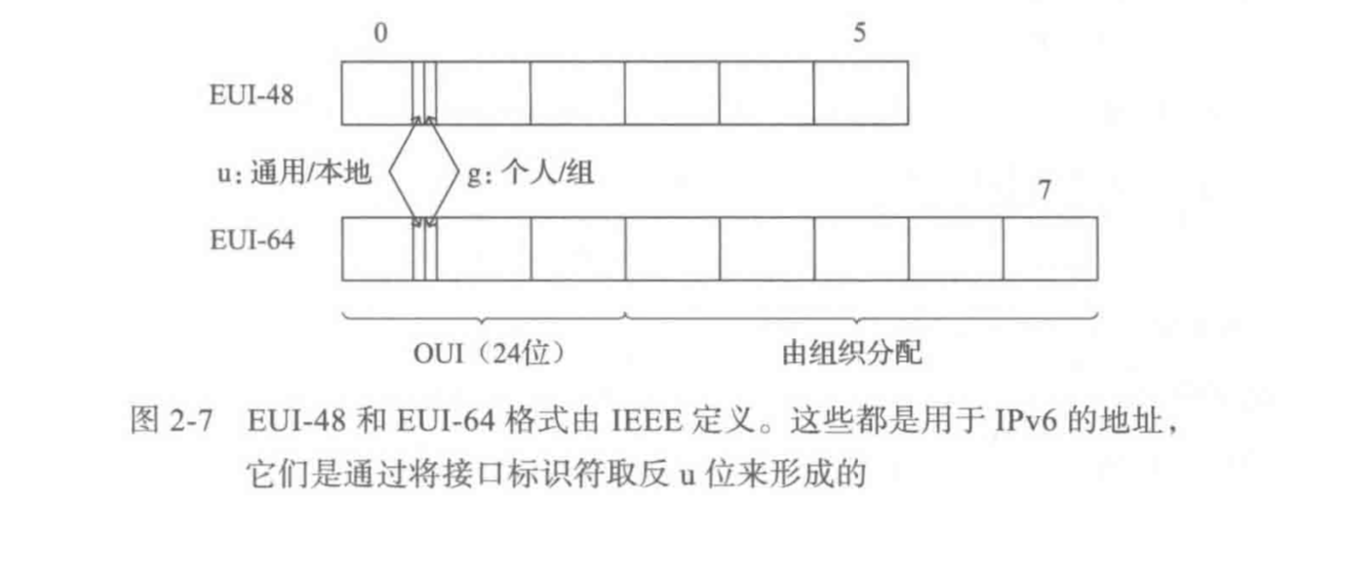 0 5
EUI-48
u: 通用/本地 g: 个人/组
7
EUI-64
OUI（24位） 由组织分配
图 2-7 EUI-48 和 EUI-64 格式由 IEEE 定义。这些都是用于 IPv6 的地址，
它们是通过将接口标识符取反 u 位来形成的